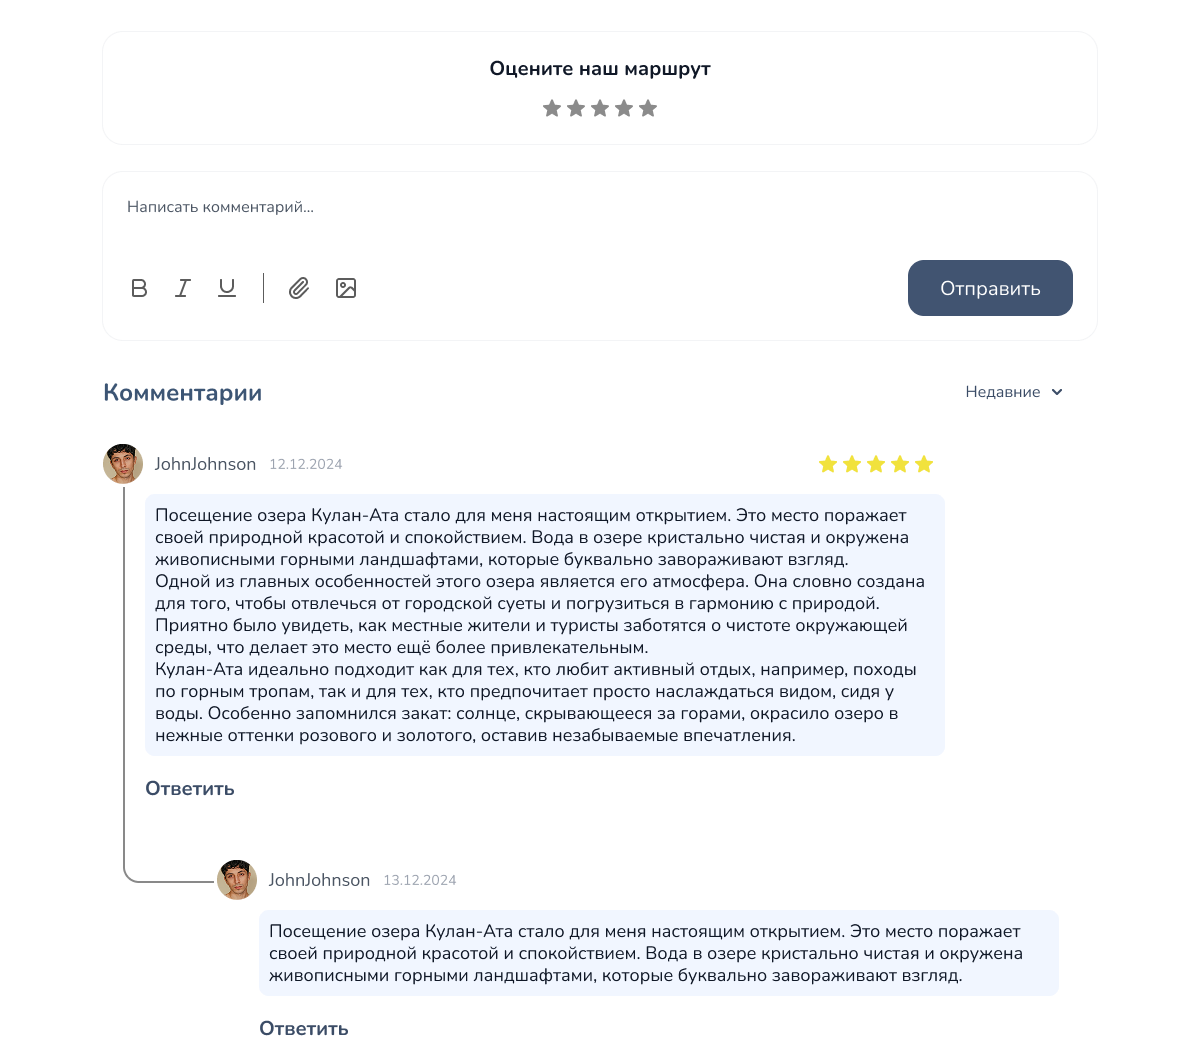 Оцените наш маршрут
Написать комментарий...
Отправить
Комментарии
Недавние
JohnJohnson 12.12.2024
Посещение озера Кулан-Ата стало для меня настоящим открытием. Это место поражает
своей природной красотой и спокойствием. Вода в озере кристально чистая и окружена
живописными горными ландшафтами, которые буквально завораживают взгляд.
Одной из главных особенностей этого озера является его атмосфера. Она словно создана
для того, чтобы отвлечься от городской суеты и погрузиться в гармонию с природой.
Приятно было увидеть, как местные жители и туристы заботятся о чистоте окружающей
среды, что делает это место ещё более привлекательным.
Кулан-Ата идеально подходит как для тех, кто любит активный отдых, например, походы
по горным тропам, так и для тех, кто предпочитает просто наслаждаться видом, сидя у
воды. Особенно запомнился закат: солнце, скрывающееся за горами, окрасило озеро в
нежные оттенки розового и золотого, оставив незабываемые впечатления.
Ответить
JohnJohnson 13.12.2024
Посещение озера Кулан-Ата стало для меня настоящим открытием. Это место поражает
своей природной красотой и спокойствием. Вода в озере кристально чистая и окружена
живописными горными ландшафтами, которые буквально завораживают взгляд.
Ответить